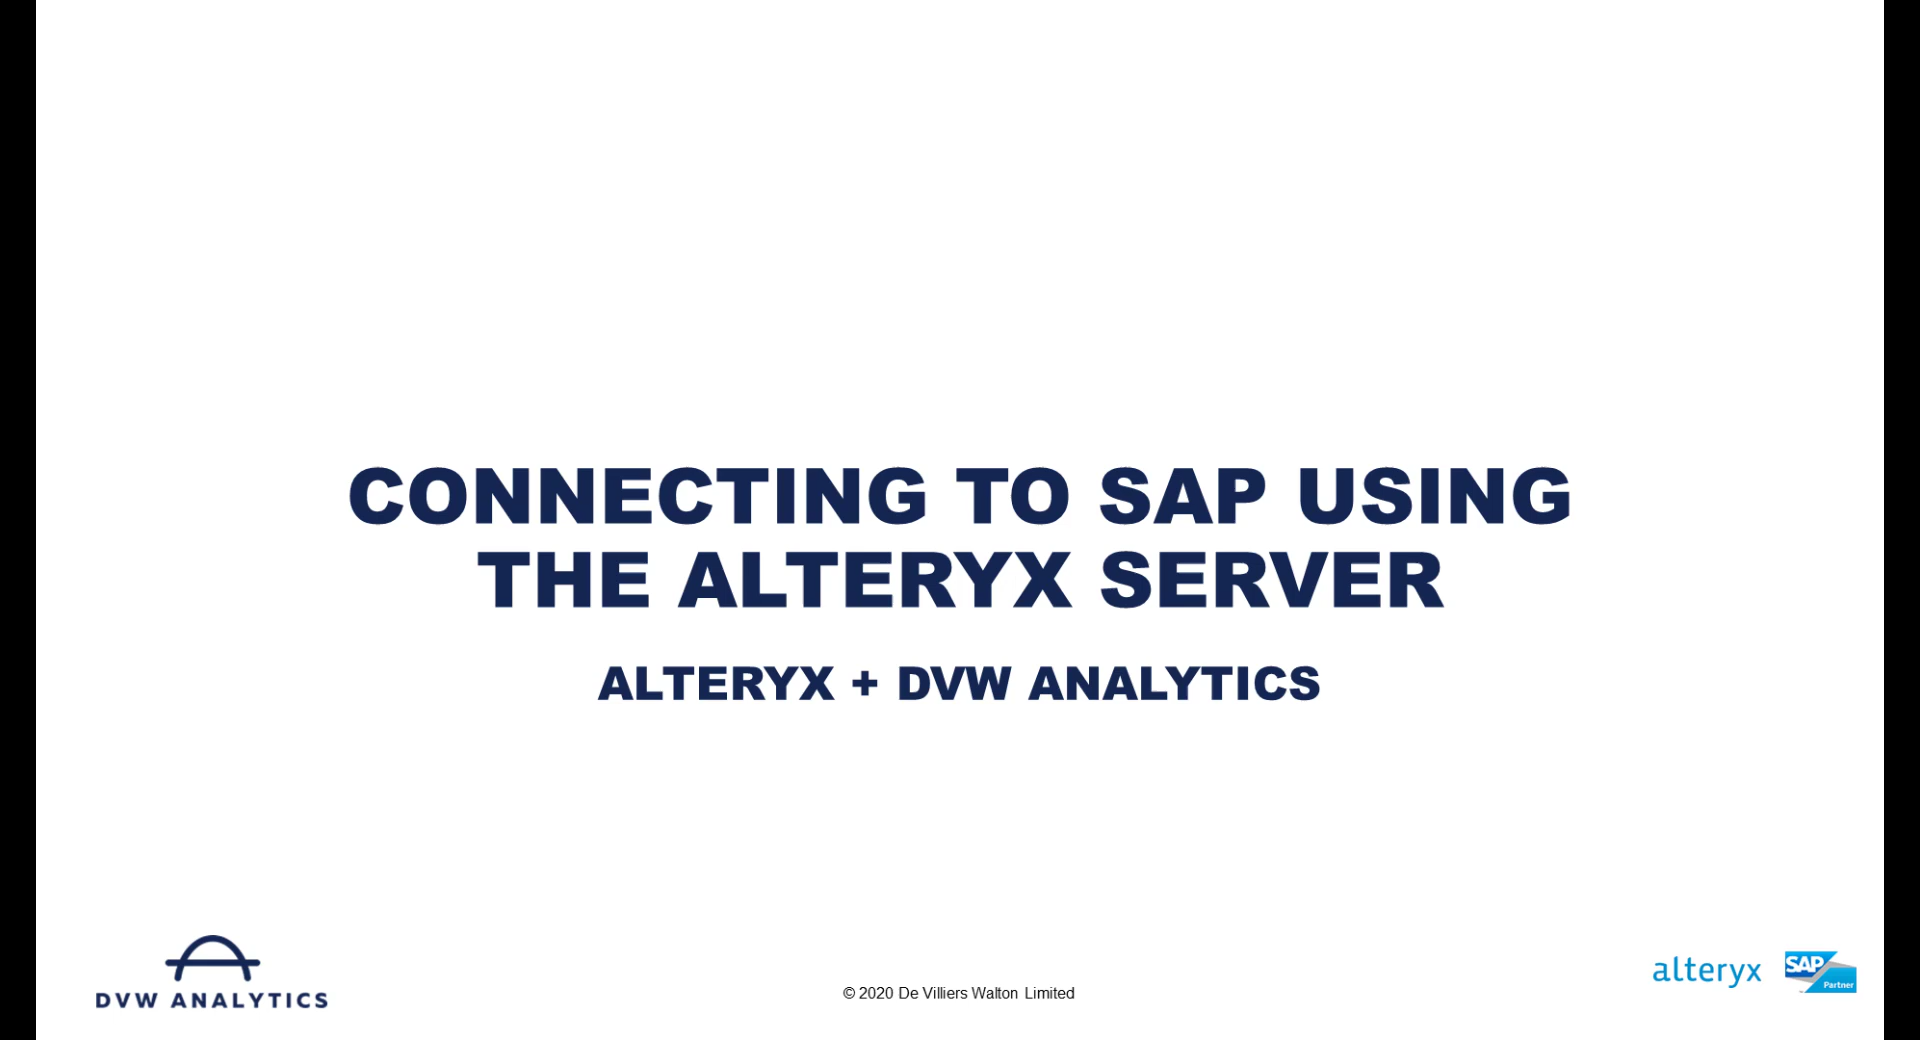 CONNECTING TO SAP USING
THE ALTERYX SERVER
ALTERYX + DVW ANALYTICS
DVW ANALYTICS
© 2020 De Villiers Walton Limited
alteryx
SAP
Partner